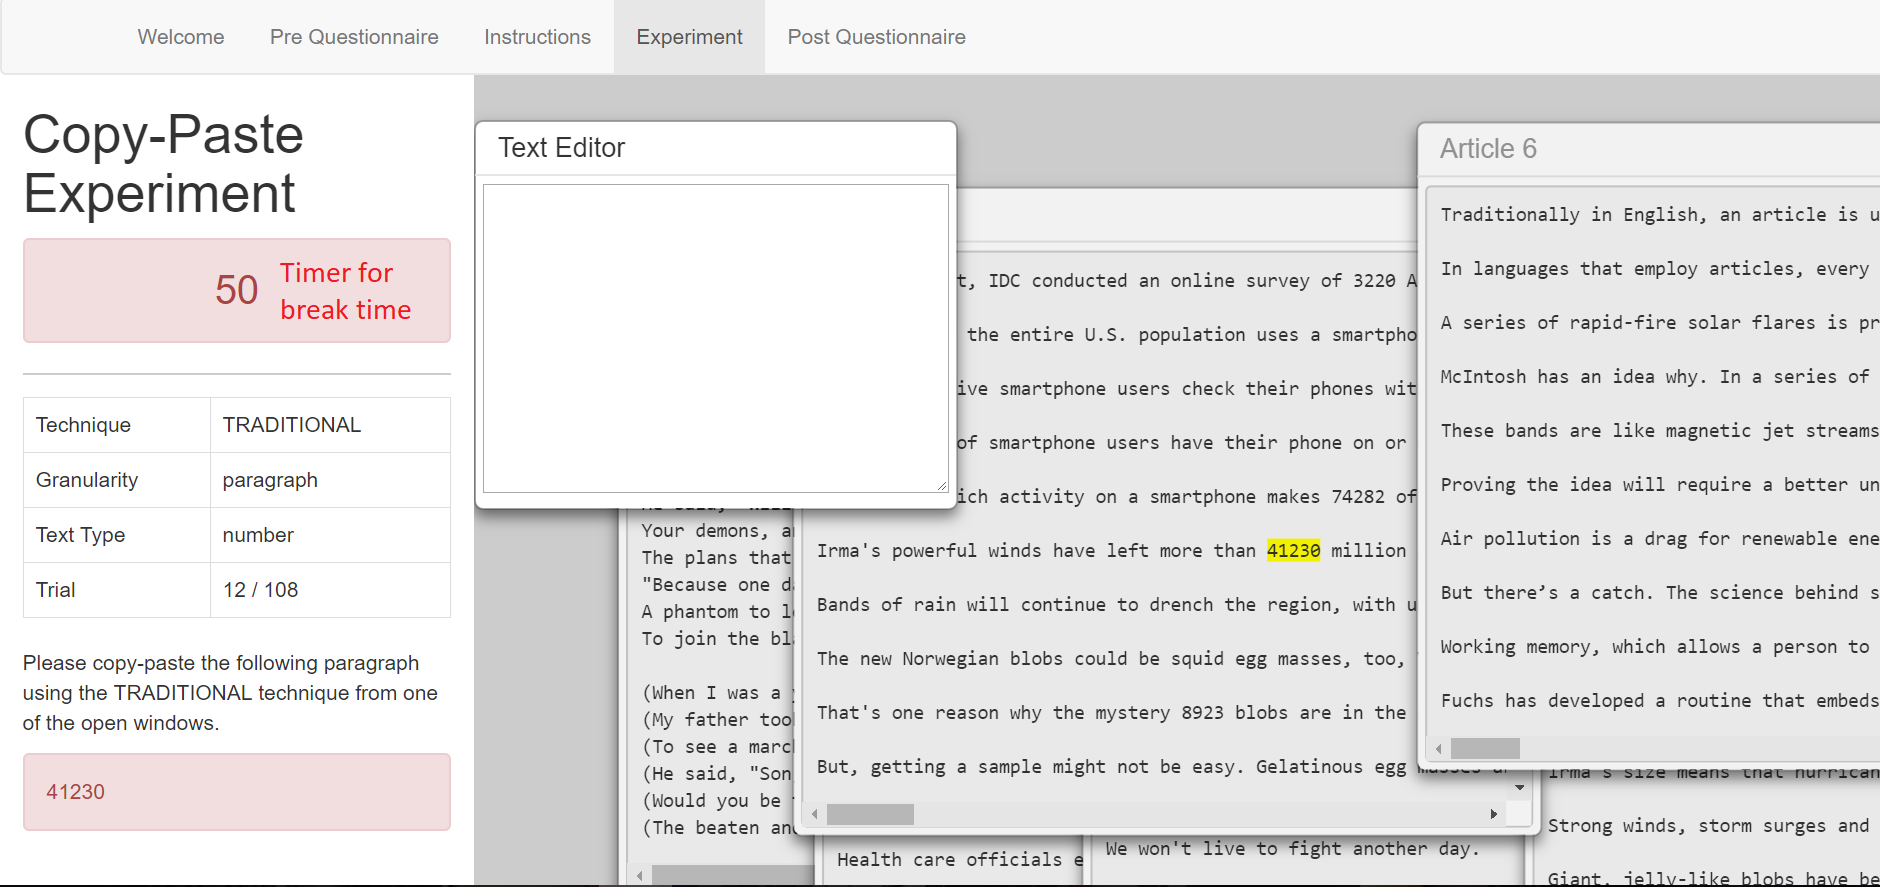 Welcome Pre Questionnaire Instructions Experiment Post Questionnaire
Copy-Paste
Experiment
50 Timer for
break time
Technique TRADITIONAL
Granularity paragraph
Text Type number
Trial 12 / 108
Please copy-paste the following paragraph
using the TRADITIONAL technique from one
of the open windows.
41230
Text Editor
t, IDC conducted an online survey of 3220 A
the entire U.S. population uses a smartpho
ive smartphone users check their phones wit
of smartphone users have their phone on or
ich activity on a smartphone makes 74282 of
Irma's powerful winds have left more than 41230 million
Bands of rain will continue to drench the region, with u
The new Norwegian blobs could be squid egg masses, too,
That's one reason why the mystery 8923 blobs are in the
But, getting a sample might not be easy. Gelatinous egg masses
Your demons, a
The plans that
"Because one da
A phantom to l
To join the bla
(When I was a
(My father too
(To see a marc
(He said, "Son
(Would you be
(The beaten an
Health care officials e
We won't live to fight another day.
Article 6
Traditionally in English, an article is u
In languages that employ articles, every
A series of rapid-fire solar flares is pr
McIntosh has an idea why. In a series of
These bands are like magnetic jet streams
Proving the idea will require a better un
Air pollution is a drag for renewable ene
But there’s a catch. The science behind s
Working memory, which allows a person to
Fuchs has developed a routine that embeds
Irma's size means that hurrican
Strong winds, storm surges and
Giant, jelly-like blobs have be